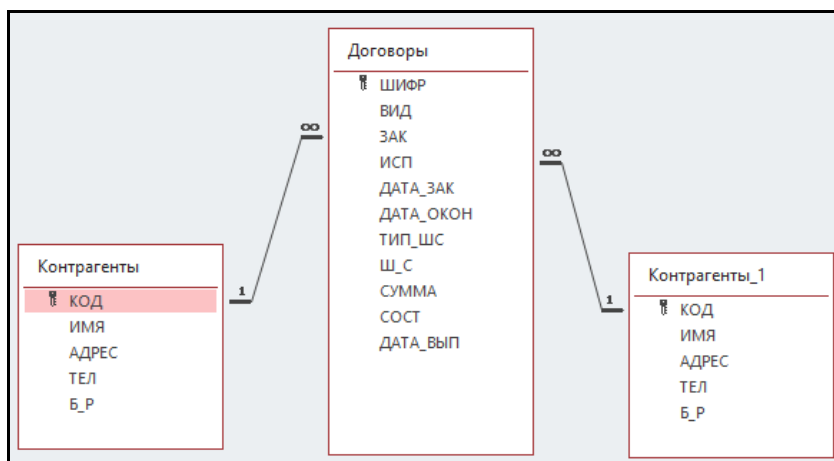 Договоры
ШИФР
ВИД
ЗАК
ИСП
ДАТА_ЗАК
ДАТА_ОКОН
ТИП_ШС
Ш_С
СУММА
СОСТ
ДАТА_ВЫП
∞
1
Контрагенты
КОД
ИМЯ
АДРЕС
ТЕЛ
Б_Р
∞
1
Контрагенты_1
КОД
ИМЯ
АДРЕС
ТЕЛ
Б_Р